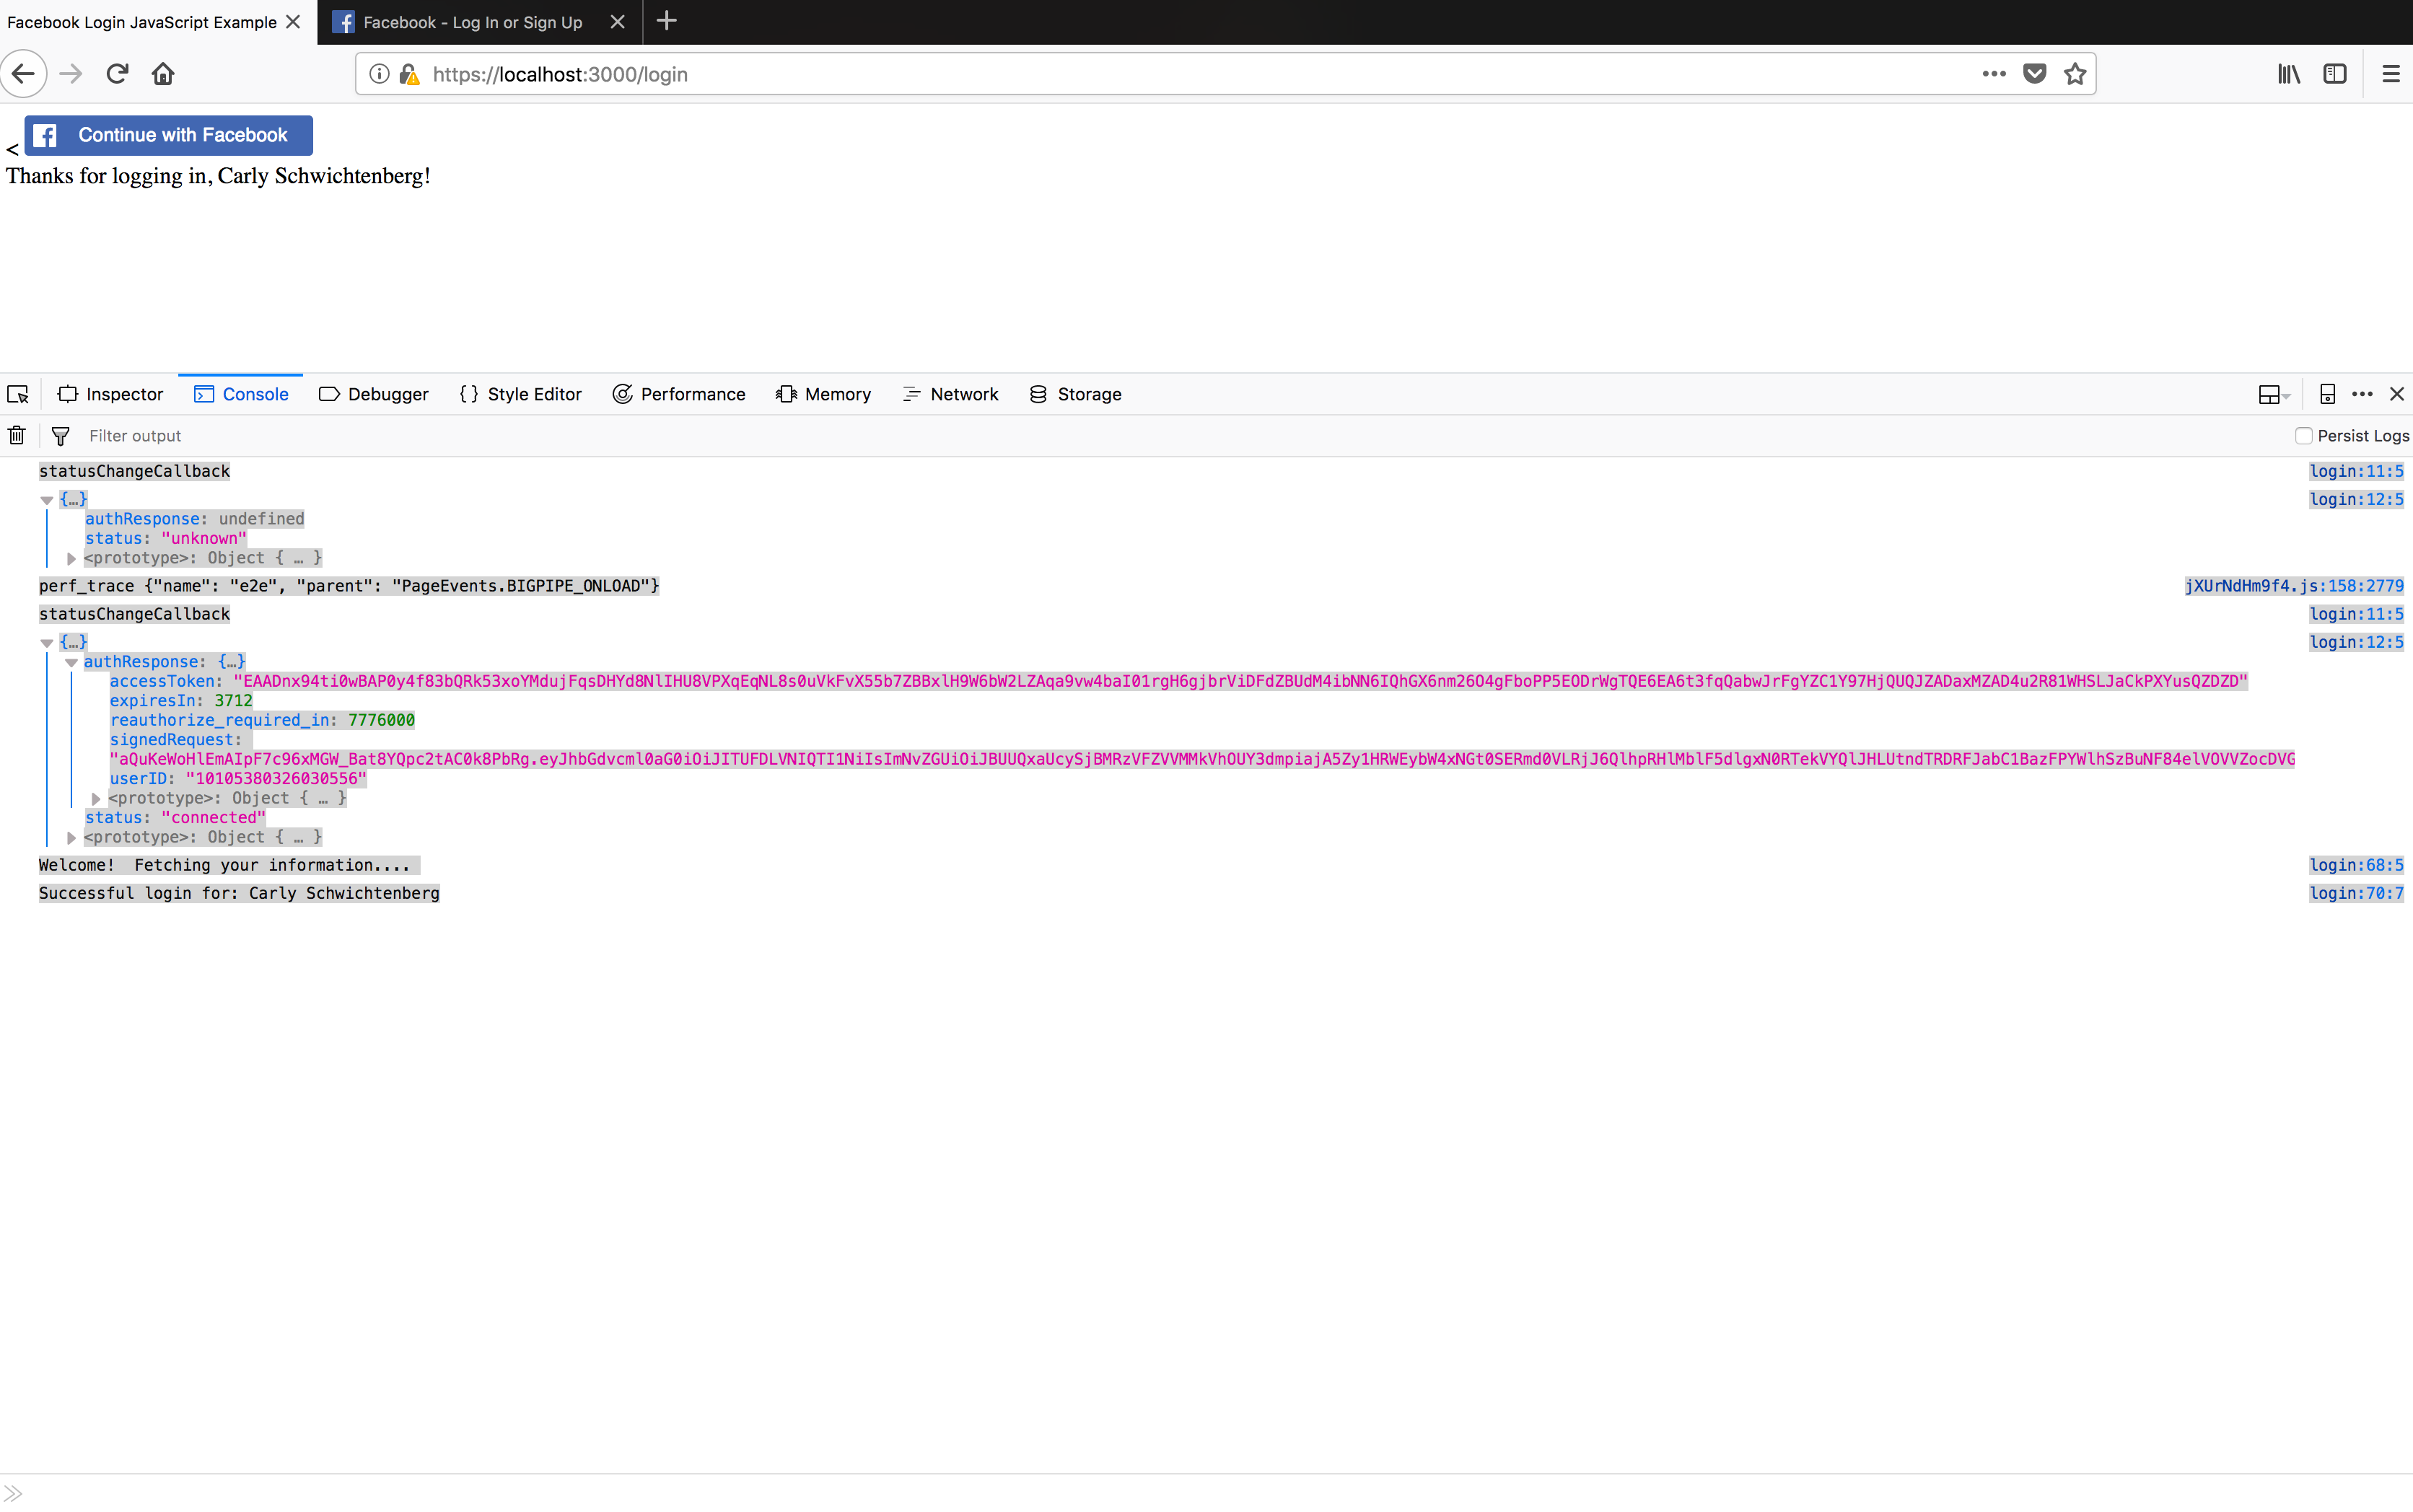 Facebook Login JavaScript Example
Facebook - Log In or Sign Up
https://localhost:3000/login
< Continue with Facebook
Thanks for logging in, Carly Schwichtenberg!
Inspector Console Debugger { } Style Editor Performance Memory Network Storage
Filter output Persist Logs
statusChangeCallback login:11:5
{…} login:12:5
authResponse: undefined
status: "unknown"
<prototype>: Object { … }
perf_trace {"name": "e2e", "parent": "PageEvents.BIGPIPE_ONLOAD"} jXUrNdHm9f4.js:158:2779
statusChangeCallback login:11:5
{…} login:12:5
authResponse: {…}
accessToken: "EAADnx94ti0wBAP0y4f83bQRk53xoYMdujFqsDHYd8NlIHU8VPXqEqNL8s0uVkFvX55b7ZBBxlH9W6bW2LZAqa9vw4baI01rgH6gjbrViDFdZBUdM4ibNN6IQhGX6nm26O4gFboPP5EODrWgTQE6EA6t3fqQabwJrFgYZC1Y97HjQUQJZADaxMZAD4u2R81WHSLJaCkPXYusQZDZD"
expiresIn: 3712
reauthorize_required_in: 7776000
signedRequest:
"aQuKeWoHlEmAIpF7c96xMGW_Bat8YQpc2tAC0k8PbRg.eyJhbGdvcml0aG0iOiJITUFDLVNIQTI1NiIsImNvZGUiOiJBUUQxaUcySjBMRzVFZVVMMkVhOUY3dmpiajA5Zy1HRWEybW4xNGt0SERmd0VLRjJ6QlhpRHlMblF5dlgxN0RTekVYQlJHLUtndTRDRFJabC1BazFPYWlhSzBuNF84elVOVVZocDVG
userID: "10105380326030556"
<prototype>: Object { … }
status: "connected"
<prototype>: Object { … }
Welcome!  Fetching your information.... login:68:5
Successful login for: Carly Schwichtenberg login:70:7